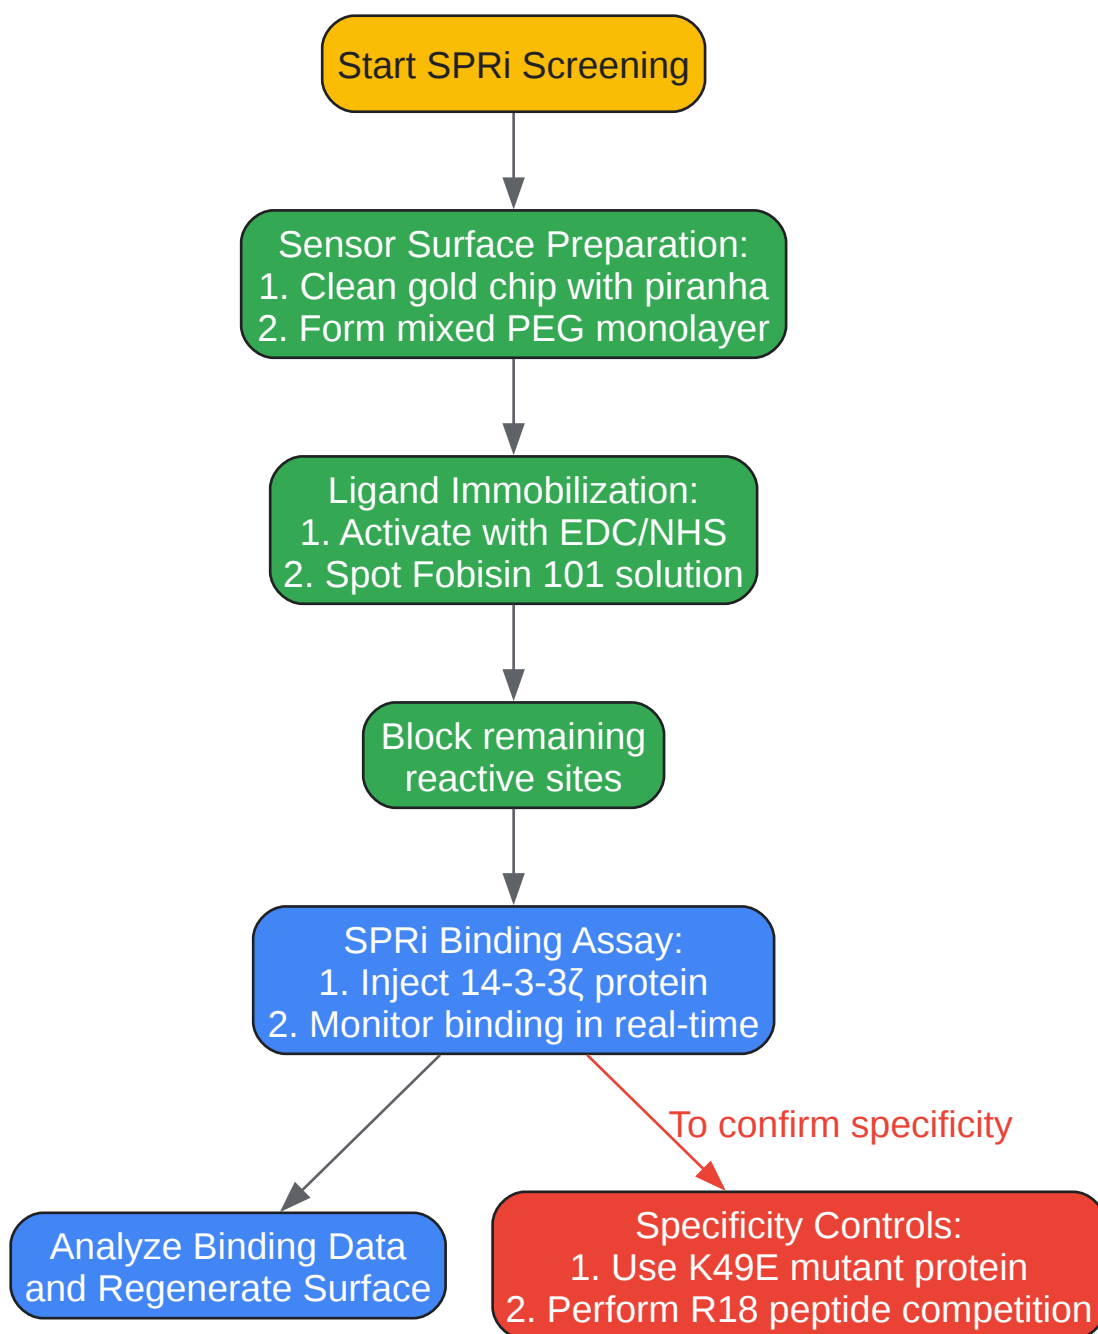 Start SPRi Screening
Sensor Surface Preparation:
1. Clean gold chip with piranha
2. Form mixed PEG monolayer
Ligand Immobilization:
1. Activate with EDC/NHS
2. Spot Fobisin 101 solution
Block remaining
reactive sites
SPRi Binding Assay:
1. Inject 14-3-3ζ protein
2. Monitor binding in real-time
To confirm specificity
Analyze Binding Data
and Regenerate Surface
Specificity Controls:
1. Use K49E mutant protein
2. Perform R18 peptide competition